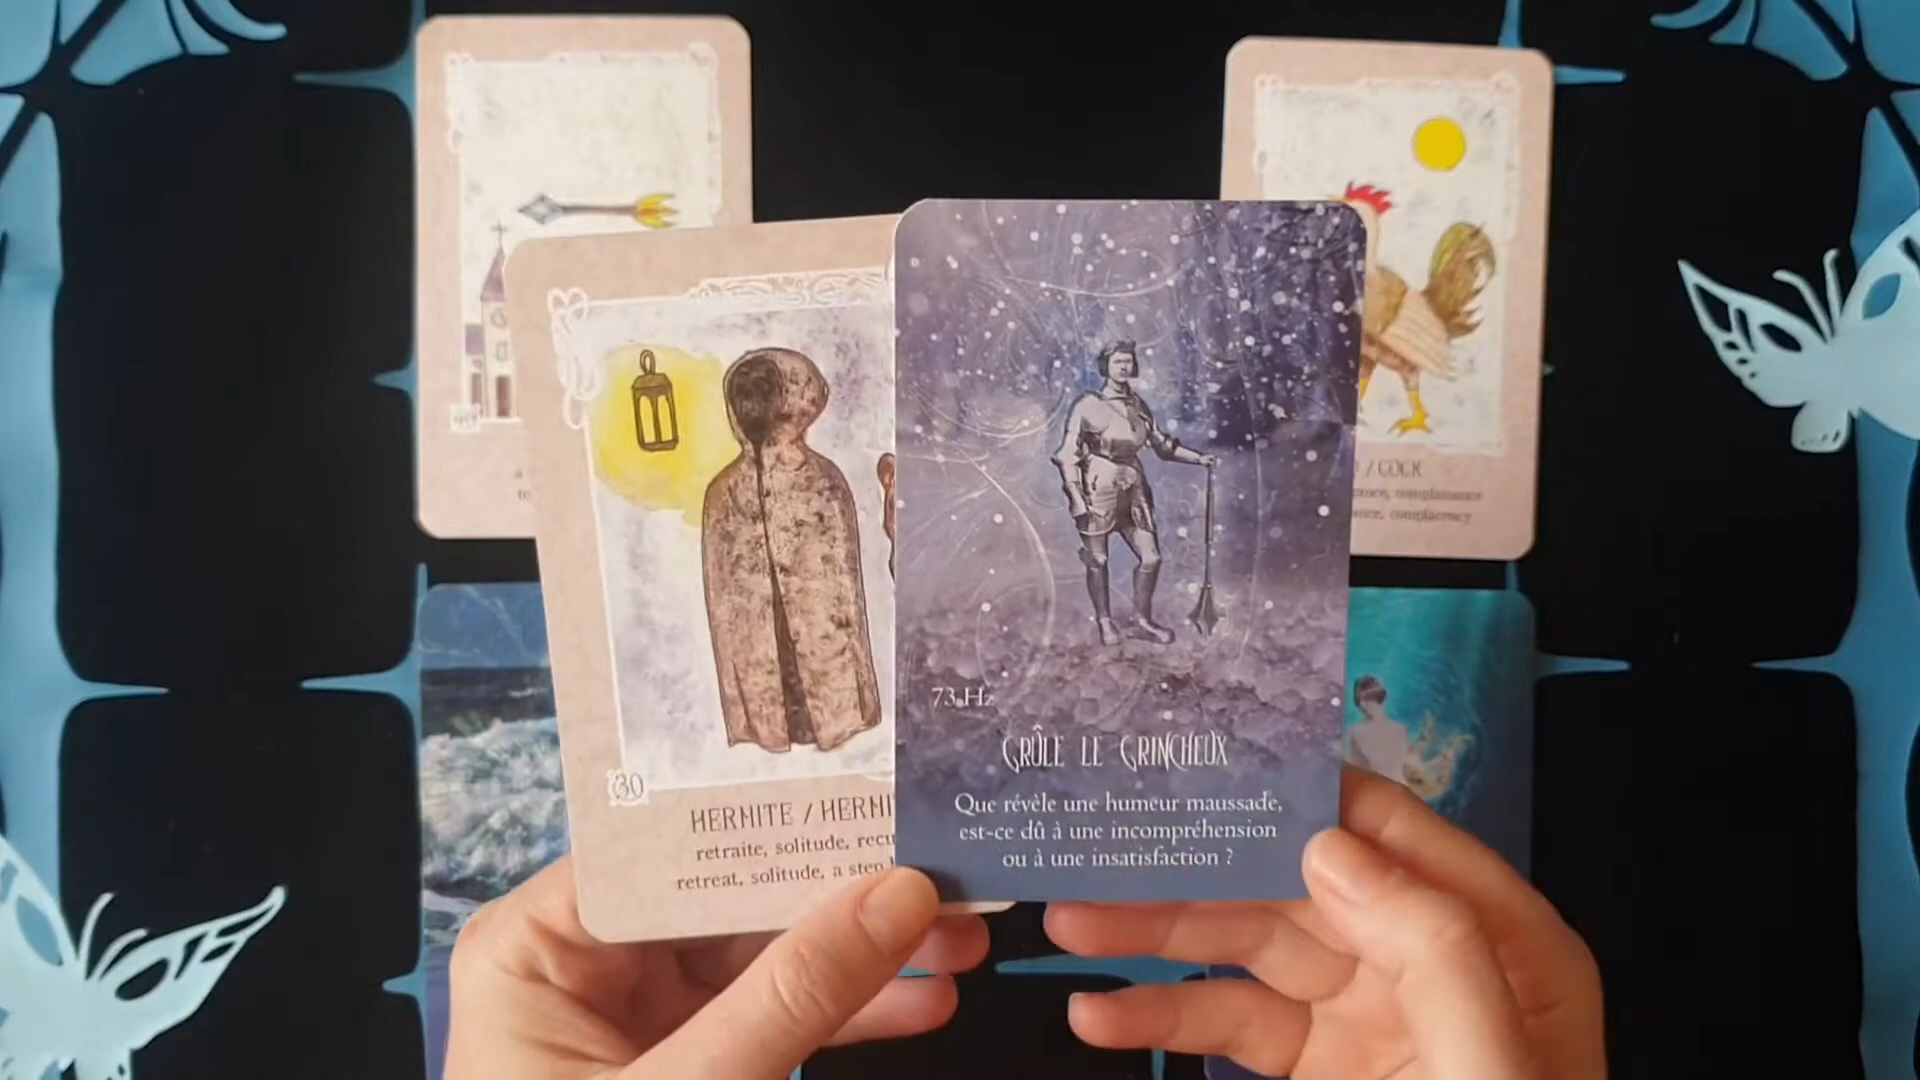 30
HERMITE / HERMI
retraite, solitude, recu
retreat, solitude, a step
73 Hz
GRÛLE LE GRINCHEUX
Que révèle une humeur maussade,
est-ce dû à une incompréhension
ou à une insatisfaction ?
/ COCK
complaisance
complacency